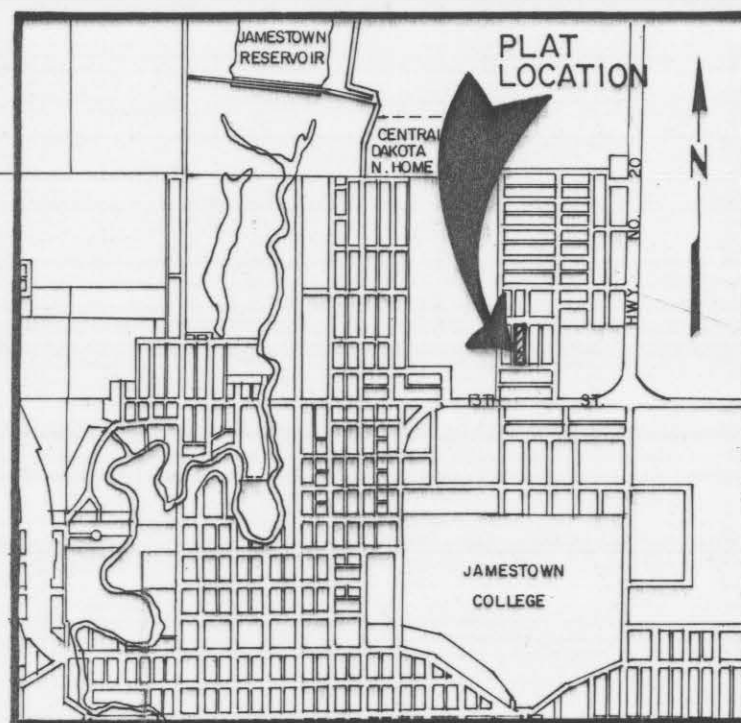 JAMESTOWN
RESERVOIR
PLAT
LOCATION
CENTRAL
DAKOTA
N. HOME
N
HWY. NO. 20
13TH ST.
JAMESTOWN
COLLEGE